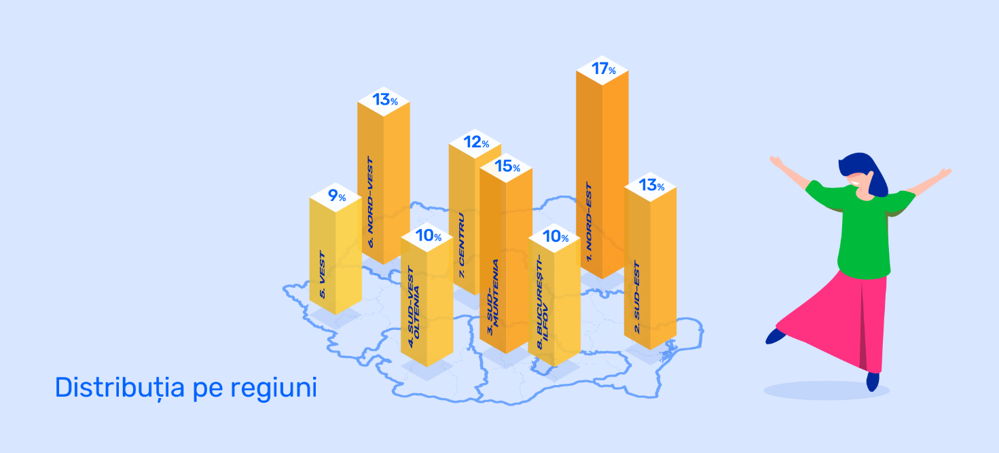 17%
13%
12%
15%
13%
9%
10%
10%
6. NORD-VEST
1. NORD-EST
7. CENTRU
5. VEST
3. SUD-
MUNTENIA
2. SUD-EST
4. SUD-VEST
OLTENIA
8. BUCUREȘTI-
ILFOV
Distribuția pe regiuni